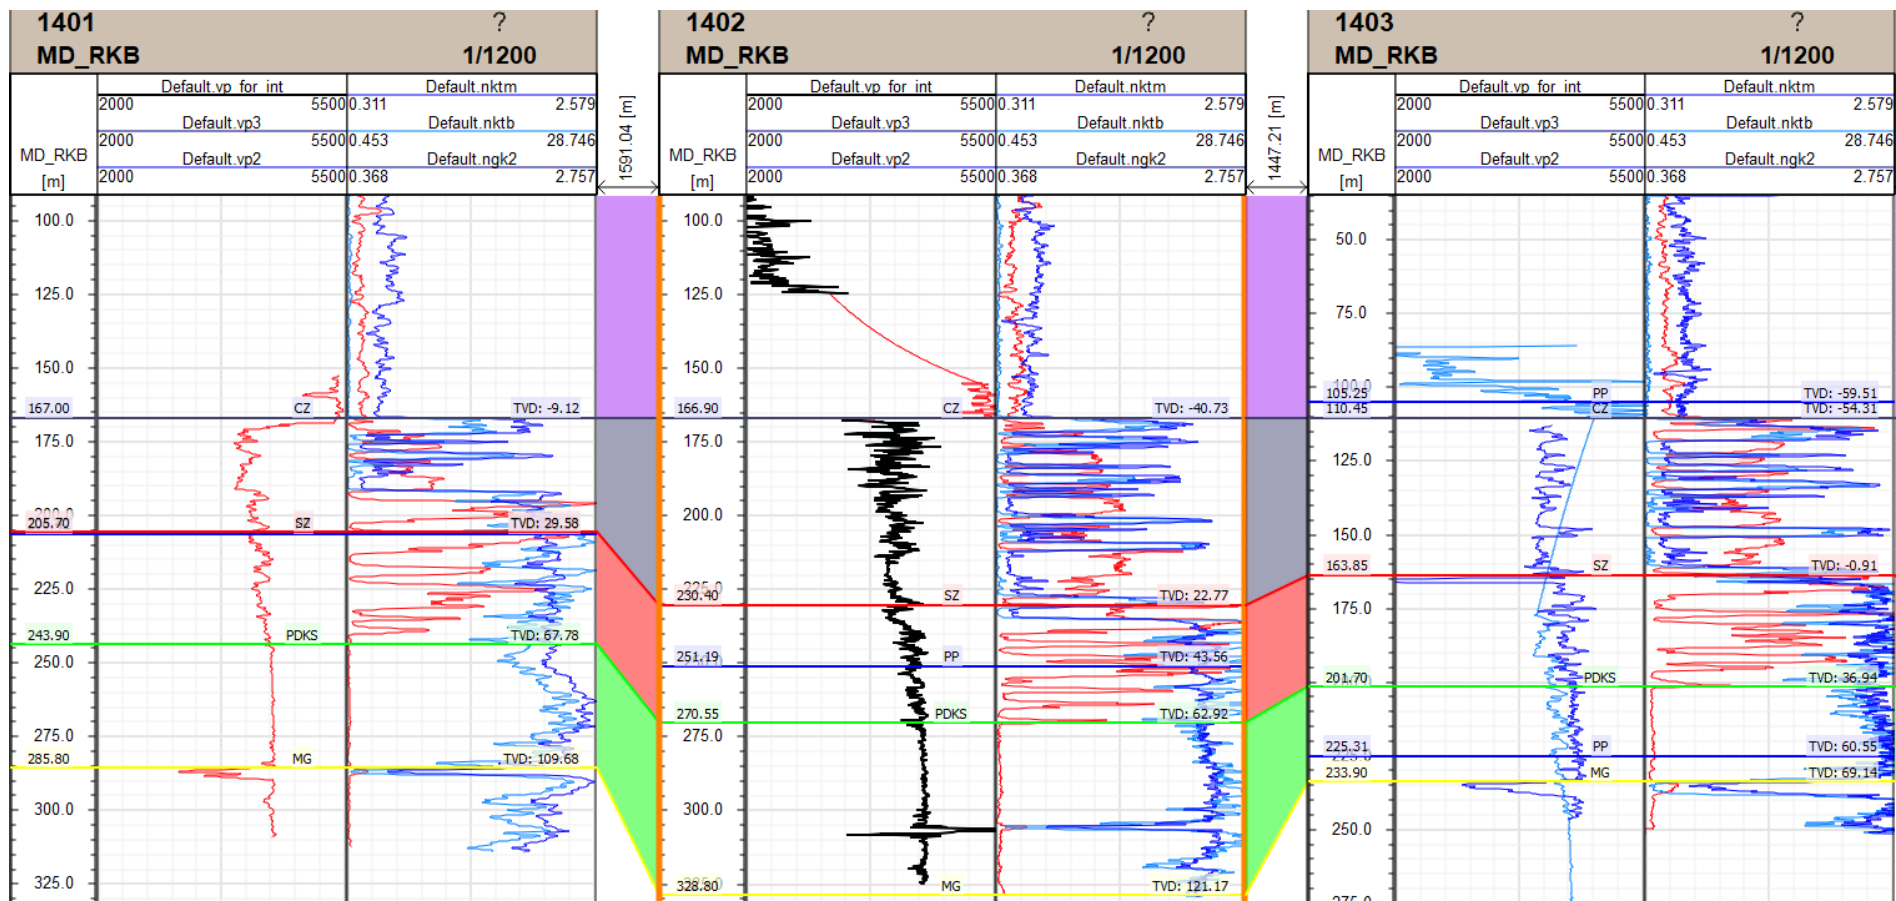 1401 ?
MD_RKB 1/1200
Default.vp_for_int Default.nktm
2000 5500 0.311 2.579
Default.vp3 Default.nktb
2000 5500 0.453 28.746
MD_RKB Default.vp2 Default.ngk2
[m] 2000 5500 0.368 2.757
100.0
125.0
150.0
167.00 CZ TVD: -9.12
175.0
205.70 SZ TVD: 29.58
225.0
243.90 PDKS TVD: 67.78
250.0
275.0
285.80 MG TVD: 109.68
300.0
325.0
1591.04 [m]
1402 ?
MD_RKB 1/1200
Default.vp_for_int Default.nktm
2000 5500 0.311 2.579
Default.vp3 Default.nktb
2000 5500 0.453 28.746
MD_RKB Default.vp2 Default.ngk2
[m] 2000 5500 0.368 2.757
100.0
125.0
150.0
166.90 CZ TVD: -40.73
175.0
200.0
230.40 SZ TVD: 22.77
251.19 PP TVD: 43.56
270.55 PDKS TVD: 62.92
275.0
300.0
328.80 MG TVD: 121.17
1447.21 [m]
1403 ?
MD_RKB 1/1200
Default.vp_for_int Default.nktm
2000 5500 0.311 2.579
Default.vp3 Default.nktb
2000 5500 0.453 28.746
MD_RKB Default.vp2 Default.ngk2
[m] 2000 5500 0.368 2.757
50.0
75.0
105.25 PP TVD: -59.51
110.45 CZ TVD: -54.31
125.0
150.0
163.85 SZ TVD: -0.91
175.0
201.70 PDKS TVD: 36.94
225.31 PP TVD: 60.55
233.90 MG TVD: 69.14
250.0